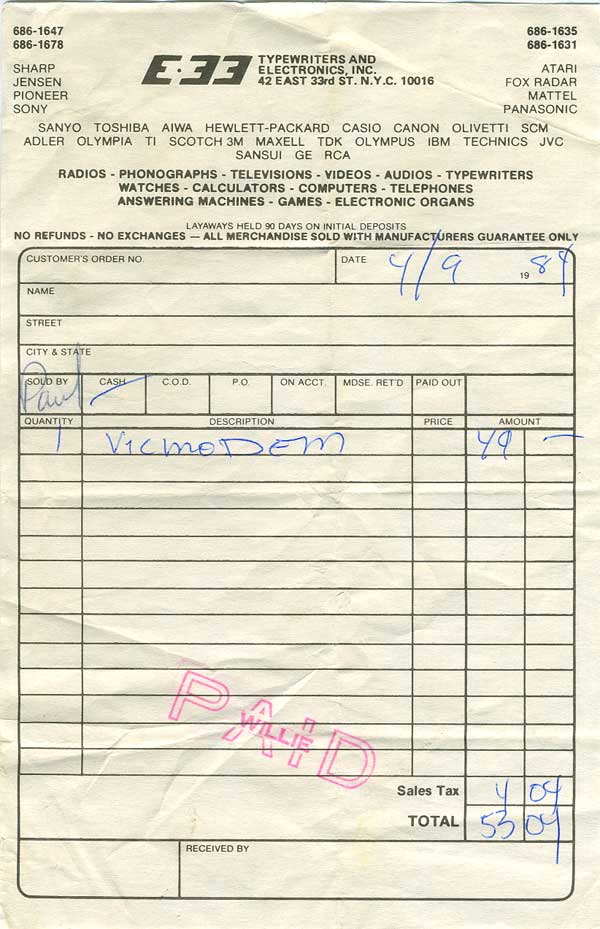 686-1647
686-1678
686-1635
686-1631
E·33 TYPEWRITERS AND
ELECTRONICS, INC.
42 EAST 33rd ST. N.Y.C. 10016
SHARP
JENSEN
PIONEER
SONY
ATARI
FOX RADAR
MATTEL
PANASONIC
SANYO TOSHIBA AIWA HEWLETT-PACKARD CASIO CANON OLIVETTI SCM
ADLER OLYMPIA TI SCOTCH 3M MAXELL TDK OLYMPUS IBM TECHNICS JVC
SANSUI GE RCA
RADIOS - PHONOGRAPHS - TELEVISIONS - VIDEOS - AUDIOS - TYPEWRITERS
WATCHES - CALCULATORS - COMPUTERS - TELEPHONES
ANSWERING MACHINES - GAMES - ELECTRONIC ORGANS
LAYAWAYS HELD 90 DAYS ON INITIAL DEPOSITS
NO REFUNDS - NO EXCHANGES — ALL MERCHANDISE SOLD WITH MANUFACTURERS GUARANTEE ONLY
CUSTOMER'S ORDER NO. DATE 4/9 1984
NAME
STREET
CITY & STATE
SOLD BY CASH C.O.D. P.O. ON ACCT. MDSE. RET'D PAID OUT
Paul
QUANTITY DESCRIPTION PRICE AMOUNT
1 VICMODEM 49 —
PAID
WILLIE
Sales Tax 4 04
TOTAL 53 04
RECEIVED BY